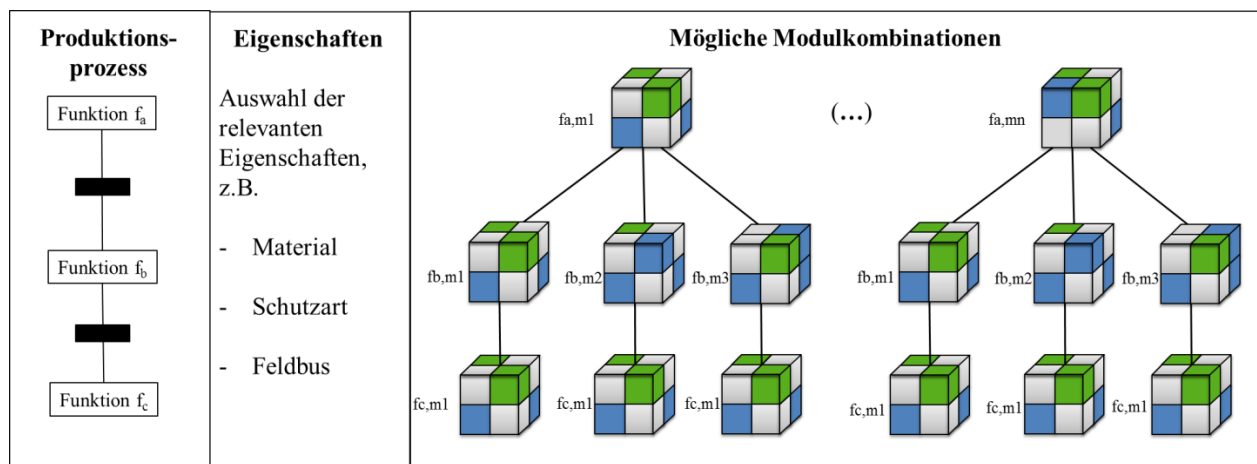 Produktions-
prozess
Funktion fa
Funktion fb
Funktion fc
Eigenschaften
Auswahl der
relevanten
Eigenschaften,
z.B.
- Material
- Schutzart
- Feldbus
Mögliche Modulkombinationen
fa,m1
(…)
fa,mn
fb,m1
fb,m2
fb,m3
fb,m1
fb,m2
fb,m3
fc,m1
fc,m1
fc,m1
fc,m1
fc,m1
fc,m1